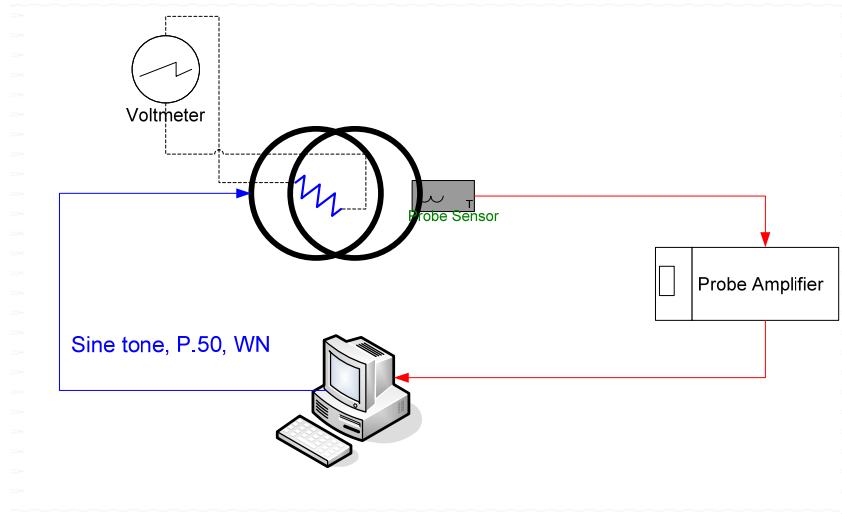 Voltmeter
T
Probe Sensor
Probe Amplifier
Sine tone, P.50, WN